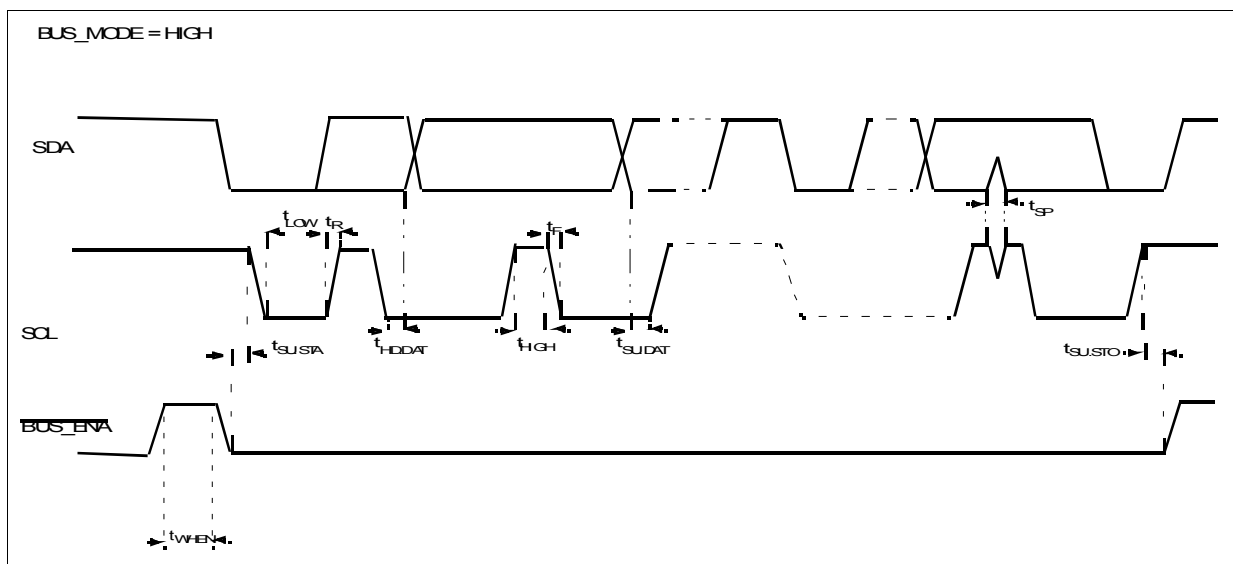 BUS_MODE = HIGH
SDA
tLOW tR
tF
tSP
SCL
tSU.STA
tHD.DAT
tHIGH
tSU.DAT
tSU.STO
BUS_ENA
tWHEN